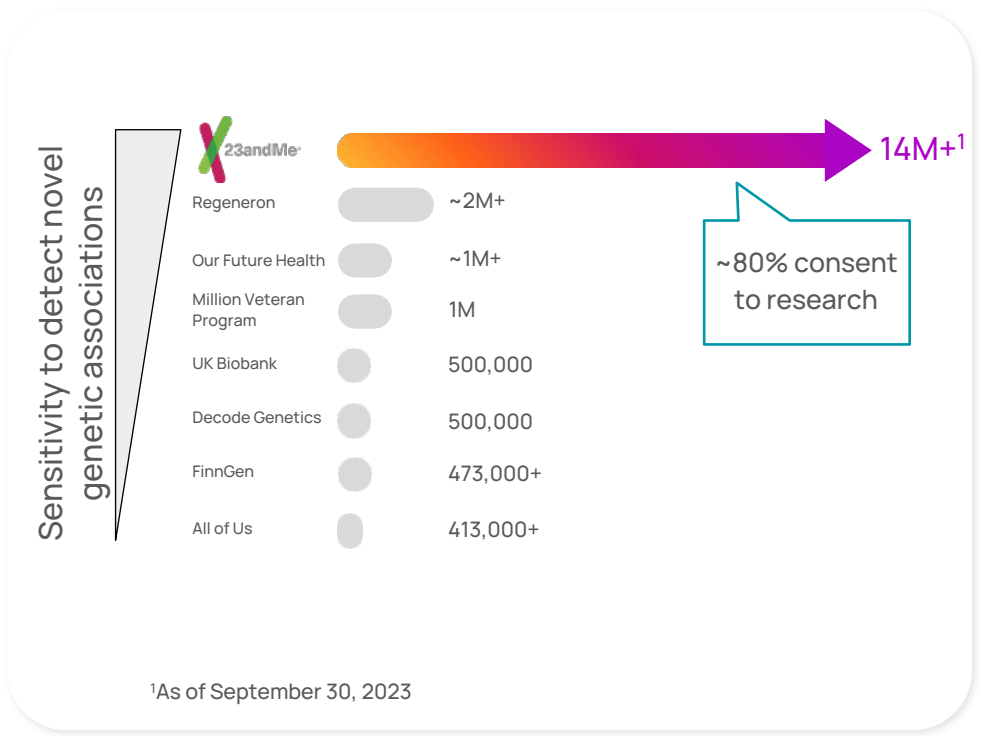 Sensitivity to detect novel
genetic associations
23andMe
14M+¹
Regeneron
~2M+
Our Future Health
~1M+
Million Veteran
Program
1M
UK Biobank
500,000
Decode Genetics
500,000
FinnGen
473,000+
All of Us
413,000+
~80% consent
to research
¹As of September 30, 2023